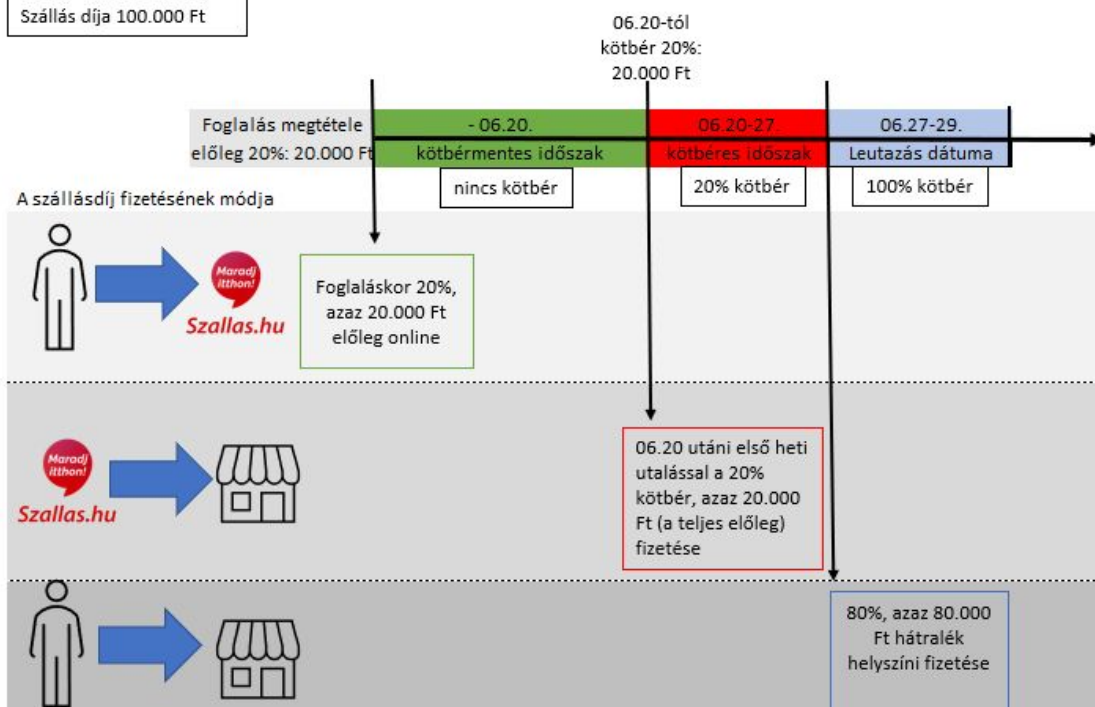 Szállás díja 100.000 Ft
06.20-tól
kötbér 20%:
20.000 Ft
Foglalás megtétele
előleg 20%: 20.000 Ft
- 06.20.
kötbérmentes időszak
06.20-27.
kötbéres időszak
06.27-29.
Leutazás dátuma
nincs kötbér
20% kötbér
100% kötbér
A szállásdíj fizetésének módja
Maradj
itthon!
Szallas.hu
Foglaláskor 20%,
azaz 20.000 Ft
előleg online
Maradj
itthon!
Szallas.hu
06.20 utáni első heti
utalással a 20%
kötbér, azaz 20.000
Ft (a teljes előleg)
fizetése
80%, azaz 80.000
Ft hátralék
helyszíni fizetése